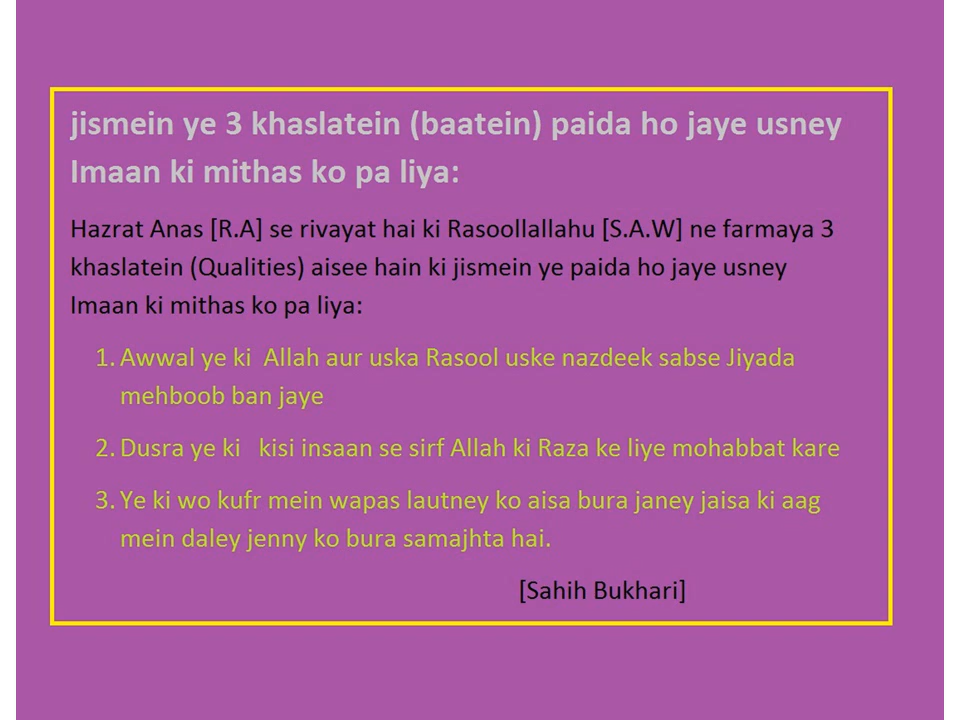 jismein ye 3 khaslatein (baatein) paida ho jaye usney
Imaan ki mithas ko pa liya:
Hazrat Anas [R.A] se rivayat hai ki Rasoollallahu [S.A.W] ne farmaya 3
khaslatein (Qualities) aisee hain ki jismein ye paida ho jaye usney
Imaan ki mithas ko pa liya:
1. Awwal ye ki  Allah aur uska Rasool uske nazdeek sabse Jiyada
mehboob ban jaye
2. Dusra ye ki   kisi insaan se sirf Allah ki Raza ke liye mohabbat kare
3. Ye ki wo kufr mein wapas lautney ko aisa bura janey jaisa ki aag
mein daley jenny ko bura samajhta hai.
[Sahih Bukhari]